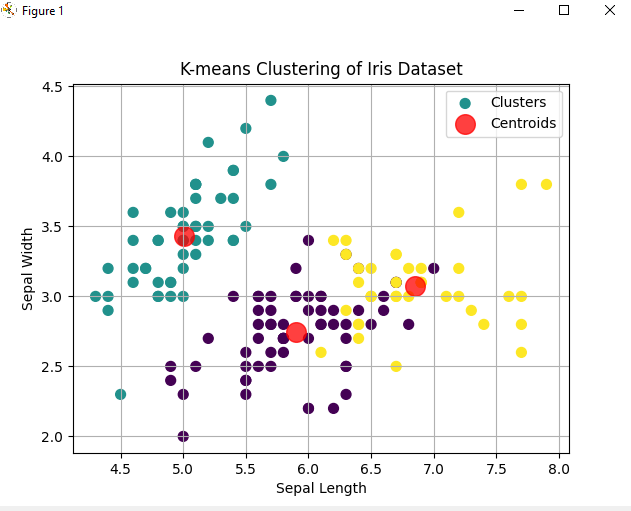 Figure 1
K-means Clustering of Iris Dataset
Clusters
Centroids
4.5
4.0
3.5
3.0
2.5
2.0
Sepal Width
4.5 5.0 5.5 6.0 6.5 7.0 7.5 8.0
Sepal Length